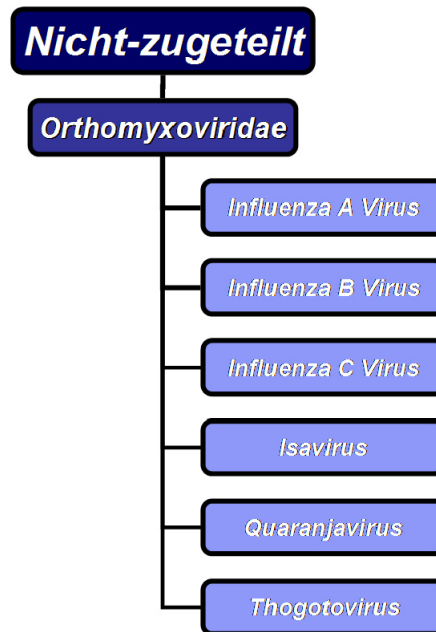 Nicht-zugeteilt
Orthomyxoviridae
Influenza A Virus
Influenza B Virus
Influenza C Virus
Isavirus
Quaranjavirus
Thogotovirus